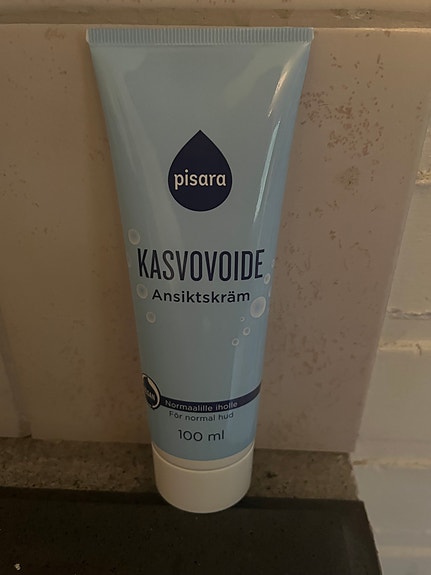 pisara
KASVOVOIDE
Ansiktskräm
Normaalille iholle
För normal hud
100 ml